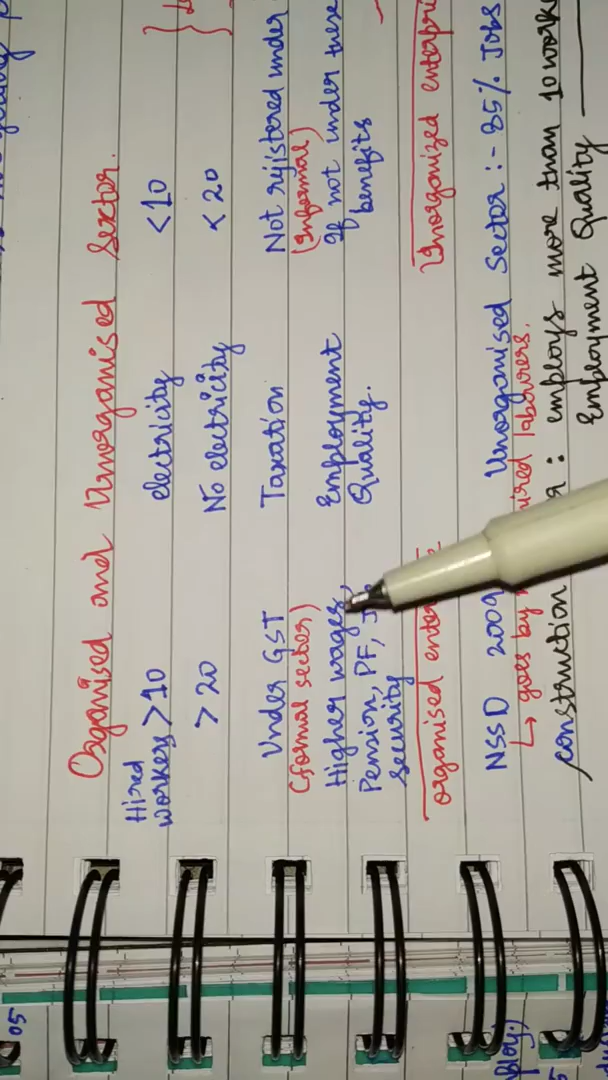 Organised and Unorganised Sector.
Hired workers >10 electricity <10
>20 No electricity <20
Under GST Taxation Not rejistered under
(formal sector) (Informal)
Higher wages, Employment If not under these
Pension, PF, Quality. benefits
security
organised Unorganized
NSSO 2009 Unorganised Sector :- 85% Jobs
↳ goes by hired labourers.
construction : employs more than 10
Employment Quality